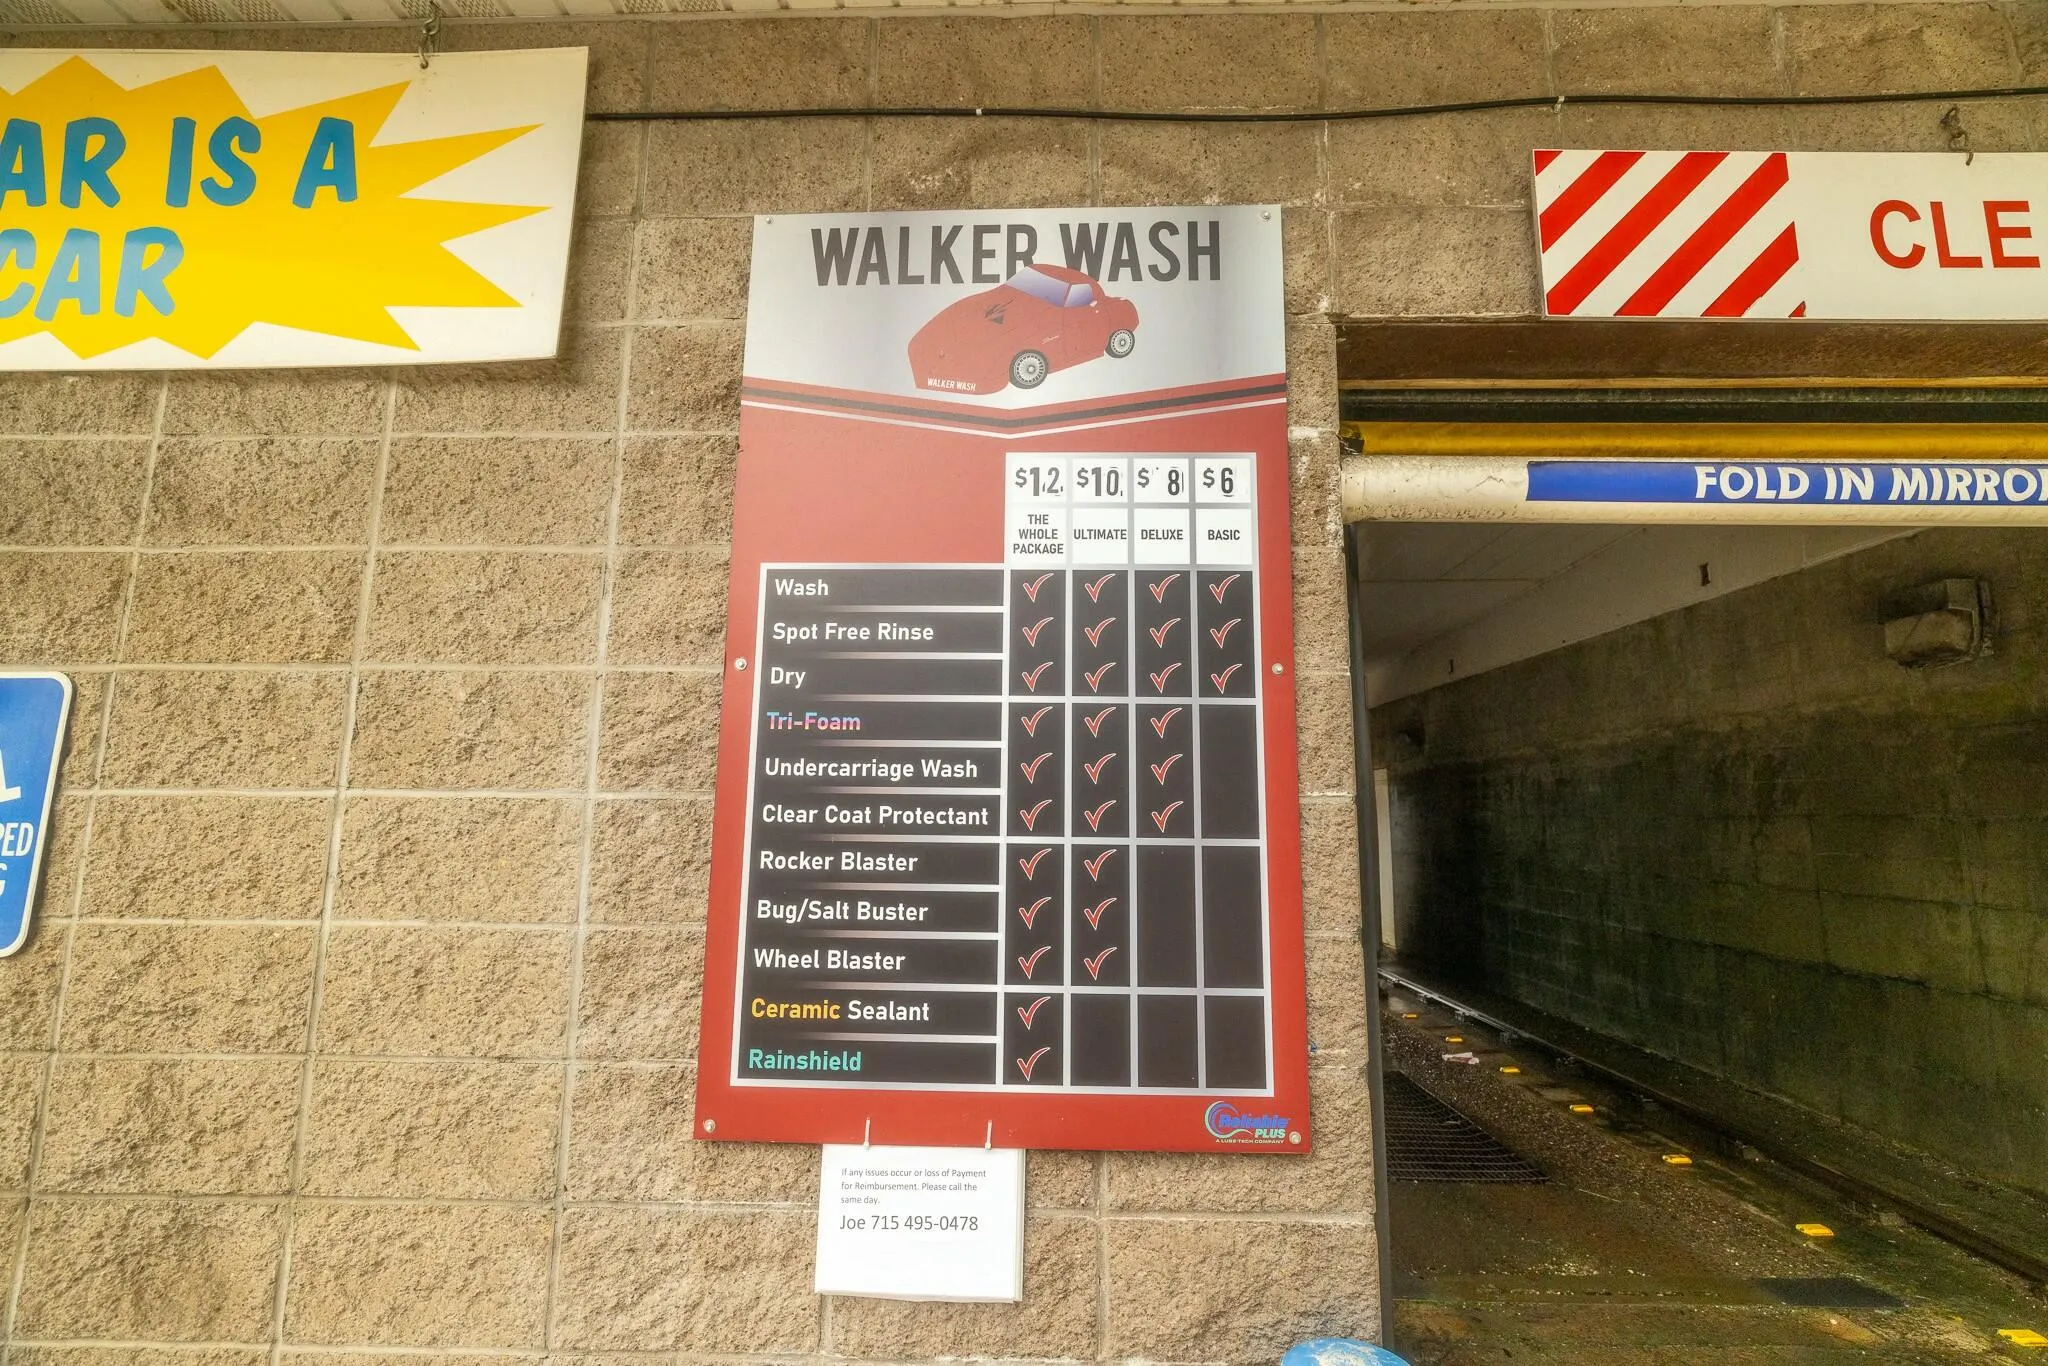 AR IS A
CAR
WALKER WASH
WALKER WASH
$12 $10 $8 $6
THE WHOLE PACKAGE ULTIMATE DELUXE BASIC
Wash
Spot Free Rinse
Dry
Tri-Foam
Undercarriage Wash
Clear Coat Protectant
Rocker Blaster
Bug/Salt Buster
Wheel Blaster
Ceramic Sealant
Rainshield
Reliable
PLUS
A LUBE-TECH COMPANY
If any issues occur or loss of Payment
for Reimbursement. Please call the
same day.
Joe 715 495-0478
CLE
FOLD IN MIRRO
PED
G